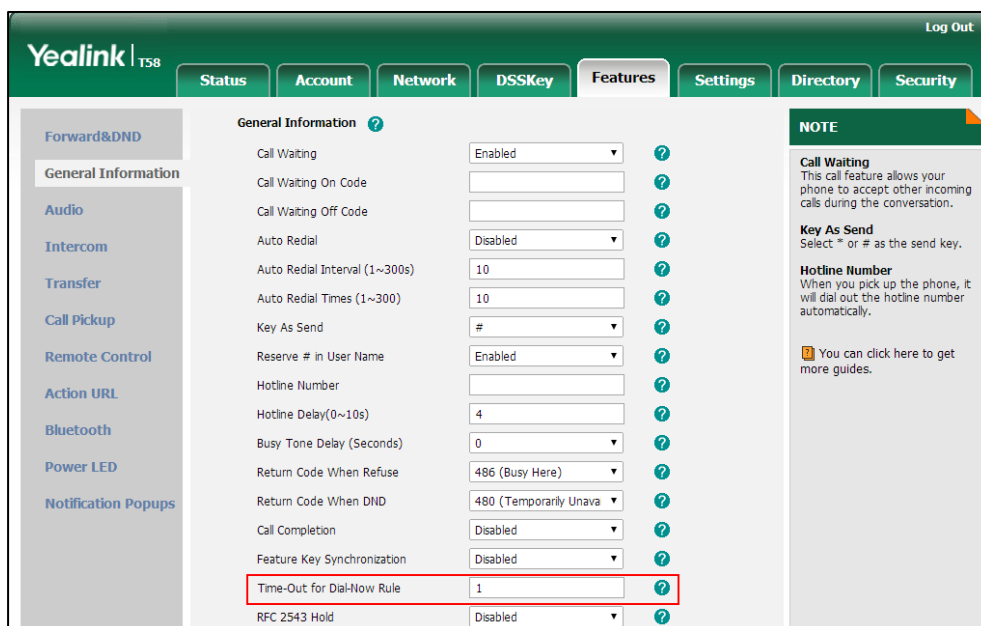 Log Out
Yealink | T58
Status Account Network DSSKey Features Settings Directory Security
Forward&DND
General Information
Audio
Intercom
Transfer
Call Pickup
Remote Control
Action URL
Bluetooth
Power LED
Notification Popups
General Information ?
Call Waiting Enabled ?
Call Waiting On Code ?
Call Waiting Off Code ?
Auto Redial Disabled ?
Auto Redial Interval (1~300s) 10 ?
Auto Redial Times (1~300) 10 ?
Key As Send # ?
Reserve # in User Name Enabled ?
Hotline Number ?
Hotline Delay(0~10s) 4 ?
Busy Tone Delay (Seconds) 0 ?
Return Code When Refuse 486 (Busy Here) ?
Return Code When DND 480 (Temporarily Unava ?
Call Completion Disabled ?
Feature Key Synchronization Disabled ?
Time-Out for Dial-Now Rule 1 ?
RFC 2543 Hold Disabled ?
NOTE
Call Waiting
This call feature allows your
phone to accept other incoming
calls during the conversation.
Key As Send
Select * or # as the send key.
Hotline Number
When you pick up the phone, it
will dial out the hotline number
automatically.
? You can click here to get
more guides.